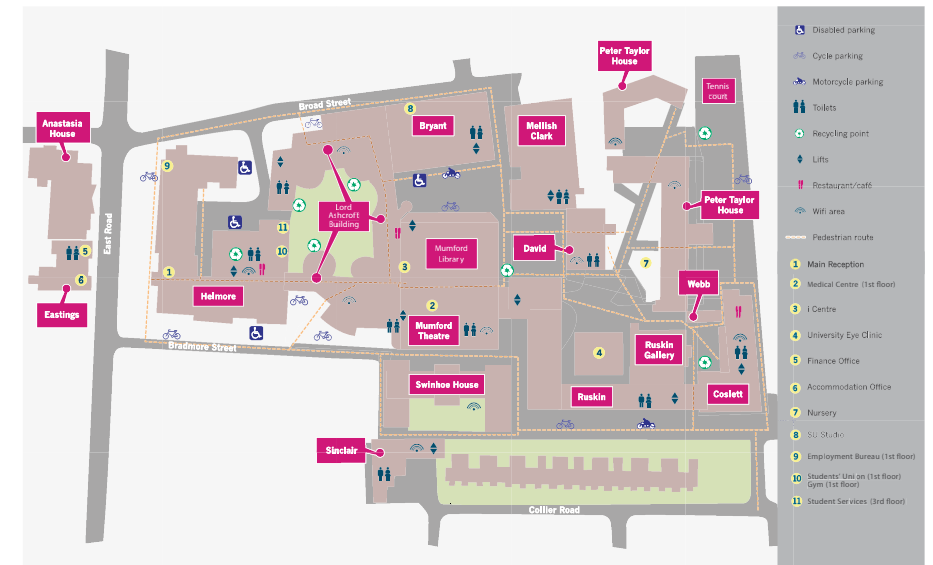 Broad Street
Peter Taylor
House
Tennis
court
Anastasia
House
8
Bryant
Mellish
Clark
9
East Road
Lord
Ashcroft
Building
11
10
5
6
Eastings
1
Helmore
3
Mumford
Library
David
7
Peter Taylor
House
Webb
2
Mumford
Theatre
Bradmore Street
Swinhoe House
4
Ruskin
Gallery
Ruskin
Coslett
Sinclair
Collier Road
Disabled parking
Cycle parking
Motorcycle parking
Toilets
Recycling point
Lifts
Restaurant/café
Wifi area
Pedestrian route
1 Main Reception
2 Medical Centre (1st floor)
3 i Centre
4 University Eye Clinic
5 Finance Office
6 Accommodation Office
7 Nursery
8 SU Studio
9 Employment Bureau (1st floor)
10 Students' Union (1st floor)
Gym (1st floor)
11 Student Services (3rd floor)